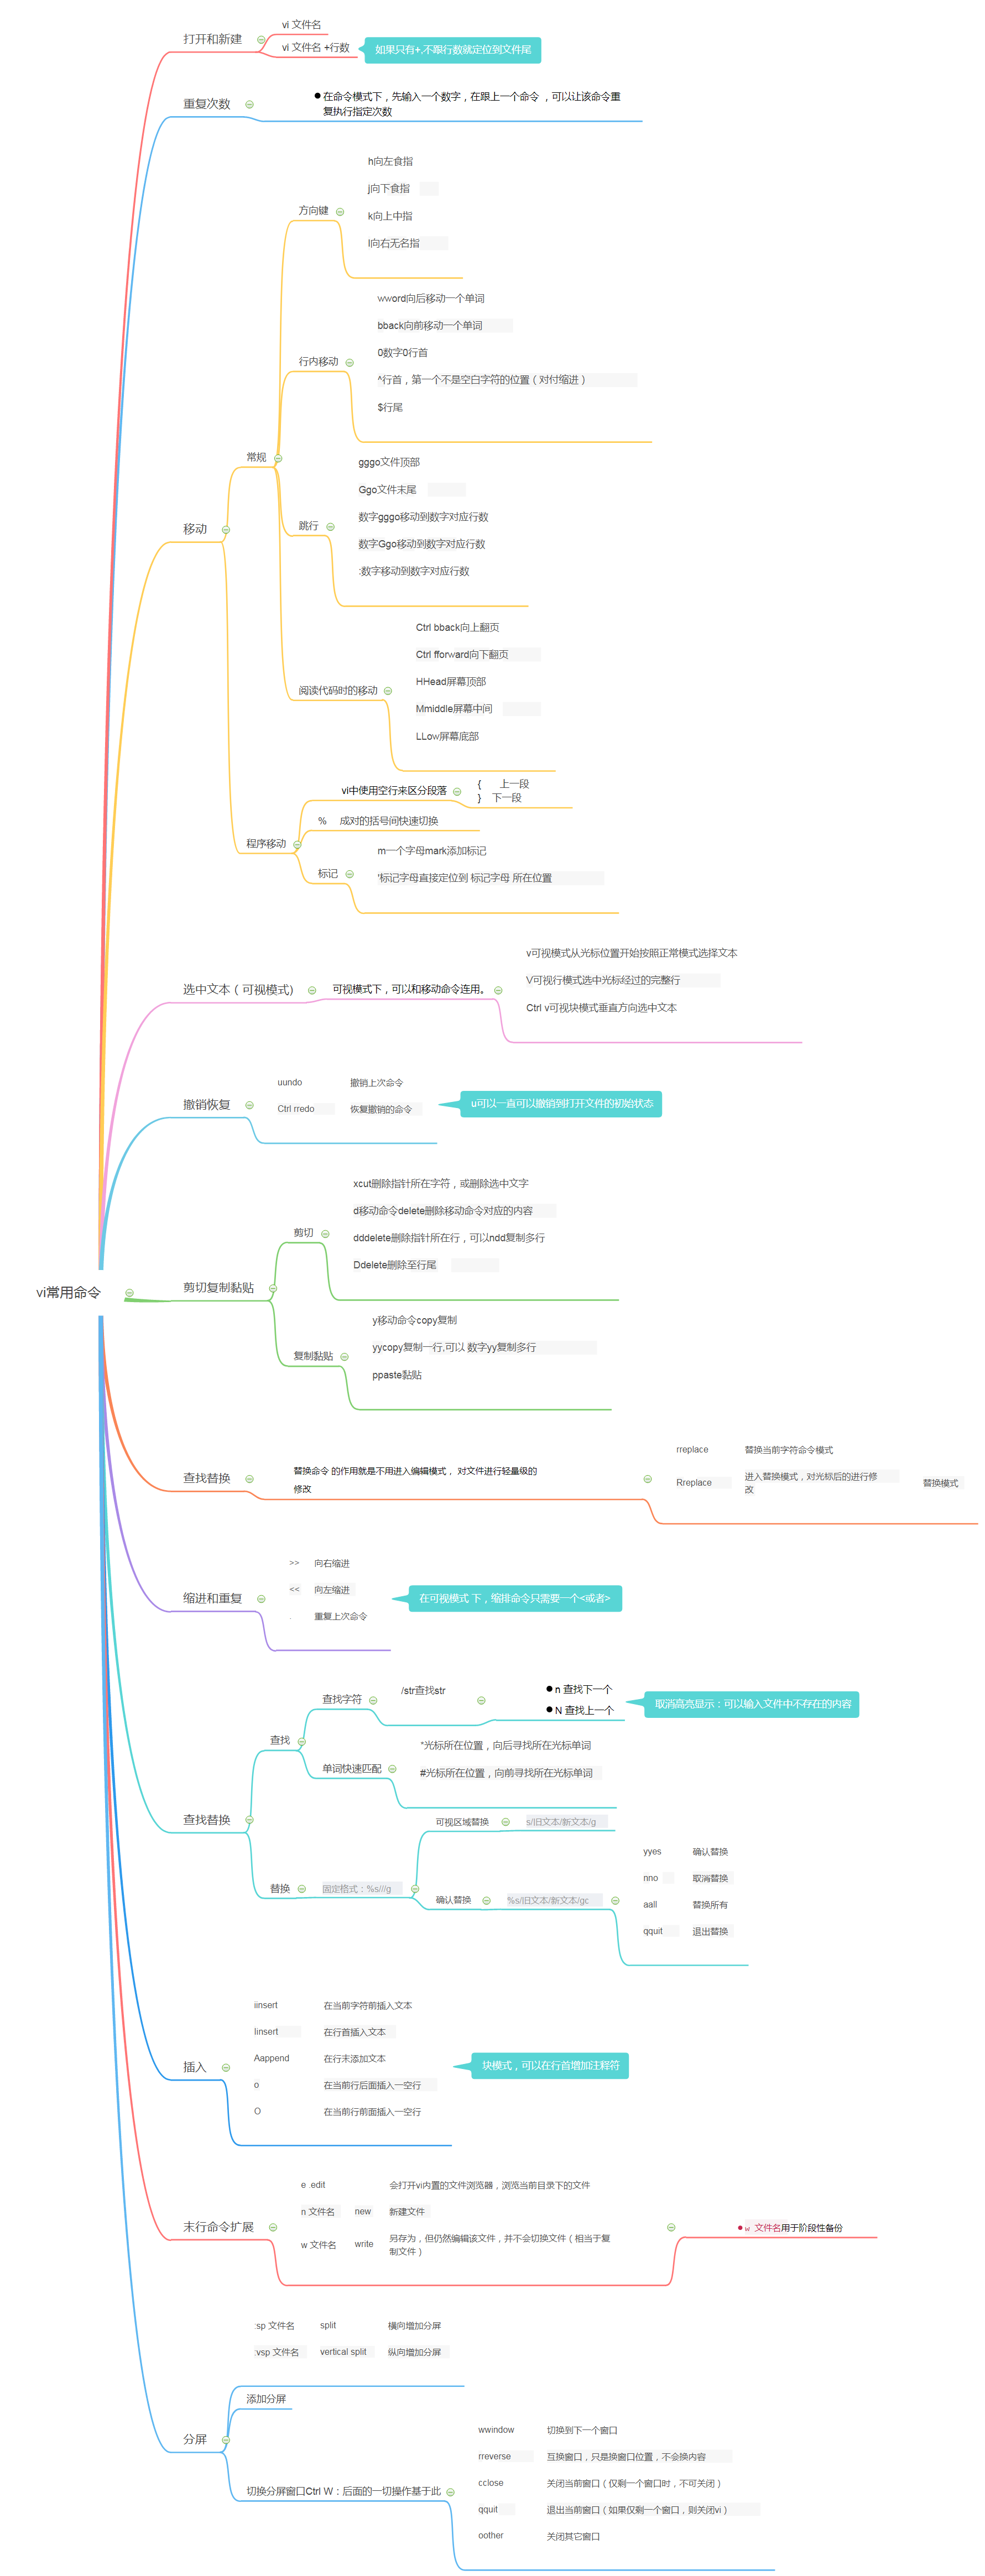 vi常用命令
打开和新建
vi 文件名
vi 文件名 +行数
如果只有+,不跟行数就定位到文件尾
重复次数
在命令模式下，先输入一个数字，在跟上一个命令 ，可以让该命令重
复执行指定次数
移动
常规
方向键
h向左食指
j向下食指
k向上中指
l向右无名指
行内移动
wword向后移动一个单词
bback向前移动一个单词
0数字0行首
^行首，第一个不是空白字符的位置（对付缩进）
$行尾
跳行
gggo文件顶部
Ggo文件末尾
数字gggo移动到数字对应行数
数字Ggo移动到数字对应行数
:数字移动到数字对应行数
阅读代码时的移动
Ctrl bback向上翻页
Ctrl fforward向下翻页
HHead屏幕顶部
Mmiddle屏幕中间
LLow屏幕底部
程序移动
vi中使用空行来区分段落
{ 上一段
} 下一段
% 成对的括号间快速切换
标记
m一个字母mark添加标记
'标记字母直接定位到 标记字母 所在位置
选中文本（可视模式）
可视模式下，可以和移动命令连用。
v可视模式从光标位置开始按照正常模式选择文本
V可视行模式选中光标经过的完整行
Ctrl v可视块模式垂直方向选中文本
撤销恢复
uundo 撤销上次命令
Ctrl rredo 恢复撤销的命令
u可以一直可以撤销到打开文件的初始状态
剪切复制黏贴
剪切
xcut删除指针所在字符，或删除选中文字
d移动命令delete删除移动命令对应的内容
dddelete删除指针所在行，可以ndd复制多行
Ddelete删除至行尾
复制黏贴
y移动命令copy复制
yycopy复制一行,可以 数字yy复制多行
ppaste黏贴
查找替换
替换命令 的作用就是不用进入编辑模式， 对文件进行轻量级的
修改
rreplace 替换当前字符命令模式
Rreplace 进入替换模式，对光标后的进行修
改
替换模式
缩进和重复
>> 向右缩进
<< 向左缩进
. 重复上次命令
在可视模式 下，缩排命令只需要一个<或者>
查找替换
查找
查找字符
/str查找str
n 查找下一个
N 查找上一个
取消高亮显示：可以输入文件中不存在的内容
单词快速匹配
*光标所在位置，向后寻找所在光标单词
#光标所在位置，向前寻找所在光标单词
替换
固定格式：%s///g
可视区域替换
s/旧文本/新文本/g
确认替换
%s/旧文本/新文本/gc
yyes 确认替换
nno 取消替换
aall 替换所有
qquit 退出替换
插入
iinsert 在当前字符前插入文本
Iinsert 在行首插入文本
Aappend 在行末添加文本
o 在当前行后面插入一空行
O 在当前行前面插入一空行
块模式，可以在行首增加注释符
末行命令扩展
e .edit 会打开vi内置的文件浏览器，浏览当前目录下的文件
n 文件名 new 新建文件
w 文件名 write 另存为，但仍然编辑该文件，并不会切换文件（相当于复
制文件）
w 文件名用于阶段性备份
分屏
:sp 文件名 split 横向增加分屏
:vsp 文件名 vertical split 纵向增加分屏
添加分屏
切换分屏窗口Ctrl W：后面的一切操作基于此
wwindow 切换到下一个窗口
rreverse 互换窗口，只是换窗口位置，不会换内容
cclose 关闭当前窗口（仅剩一个窗口时，不可关闭）
qquit 退出当前窗口（如果仅剩一个窗口，则关闭vi）
oother 关闭其它窗口